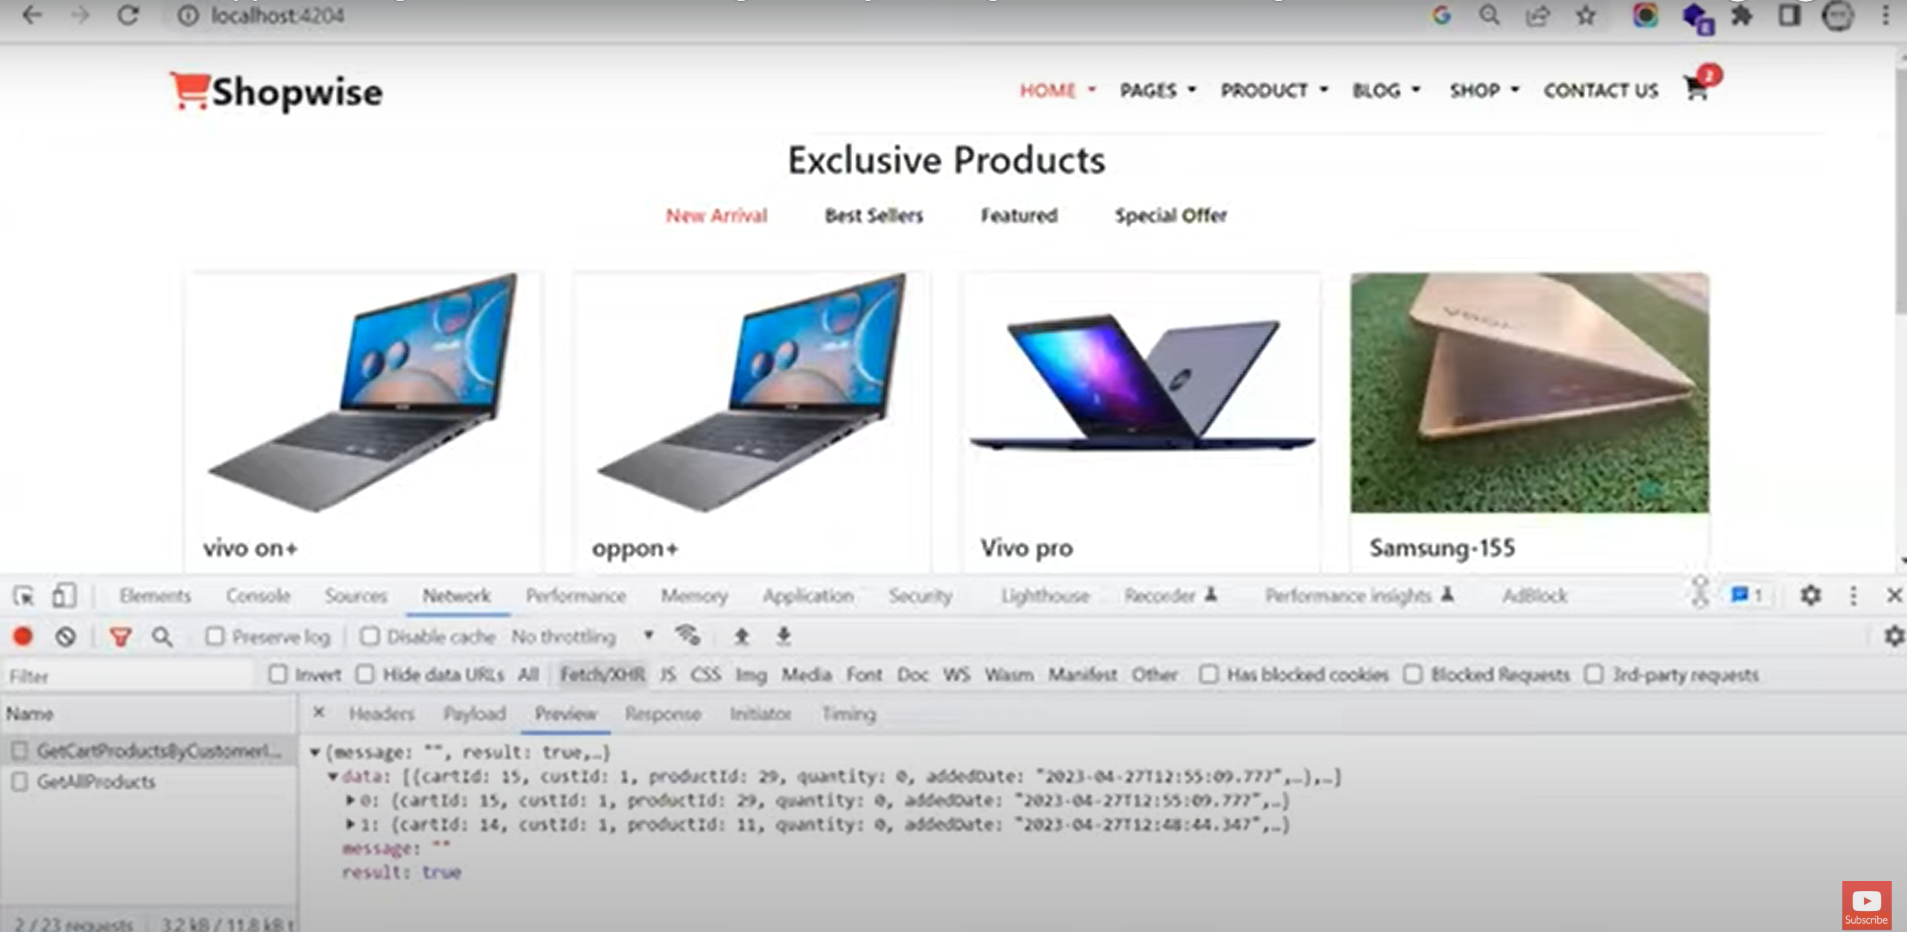 localhost:4204
Shopwise
HOME PAGES PRODUCT BLOG SHOP CONTACT US 2
Exclusive Products
New Arrival Best Sellers Featured Special Offer
vivo on+ oppon+ Vivo pro Samsung-155
Elements Console Sources Network Performance Memory Application Security Lighthouse Recorder Performance insights AdBlock 1
Preserve log Disable cache No throttling
Filter Invert Hide data URLs All Fetch/XHR JS CSS Img Media Font Doc WS Wasm Manifest Other Has blocked cookies Blocked Requests 3rd-party requests
Name Headers Payload Preview Response Initiator Timing
GetCartProductsByCustomerI...
GetAllProducts
{message: "", result: true,…}
data: [{cartId: 15, custId: 1, productId: 29, quantity: 0, addedDate: "2023-04-27T12:55:09.777",…},…]
0: {cartId: 15, custId: 1, productId: 29, quantity: 0, addedDate: "2023-04-27T12:55:09.777",…}
1: {cartId: 14, custId: 1, productId: 11, quantity: 0, addedDate: "2023-04-27T12:48:44.347",…}
message: ""
result: true
2 / 23 requests 3.2 kB / 11.8 kB t
Subscribe